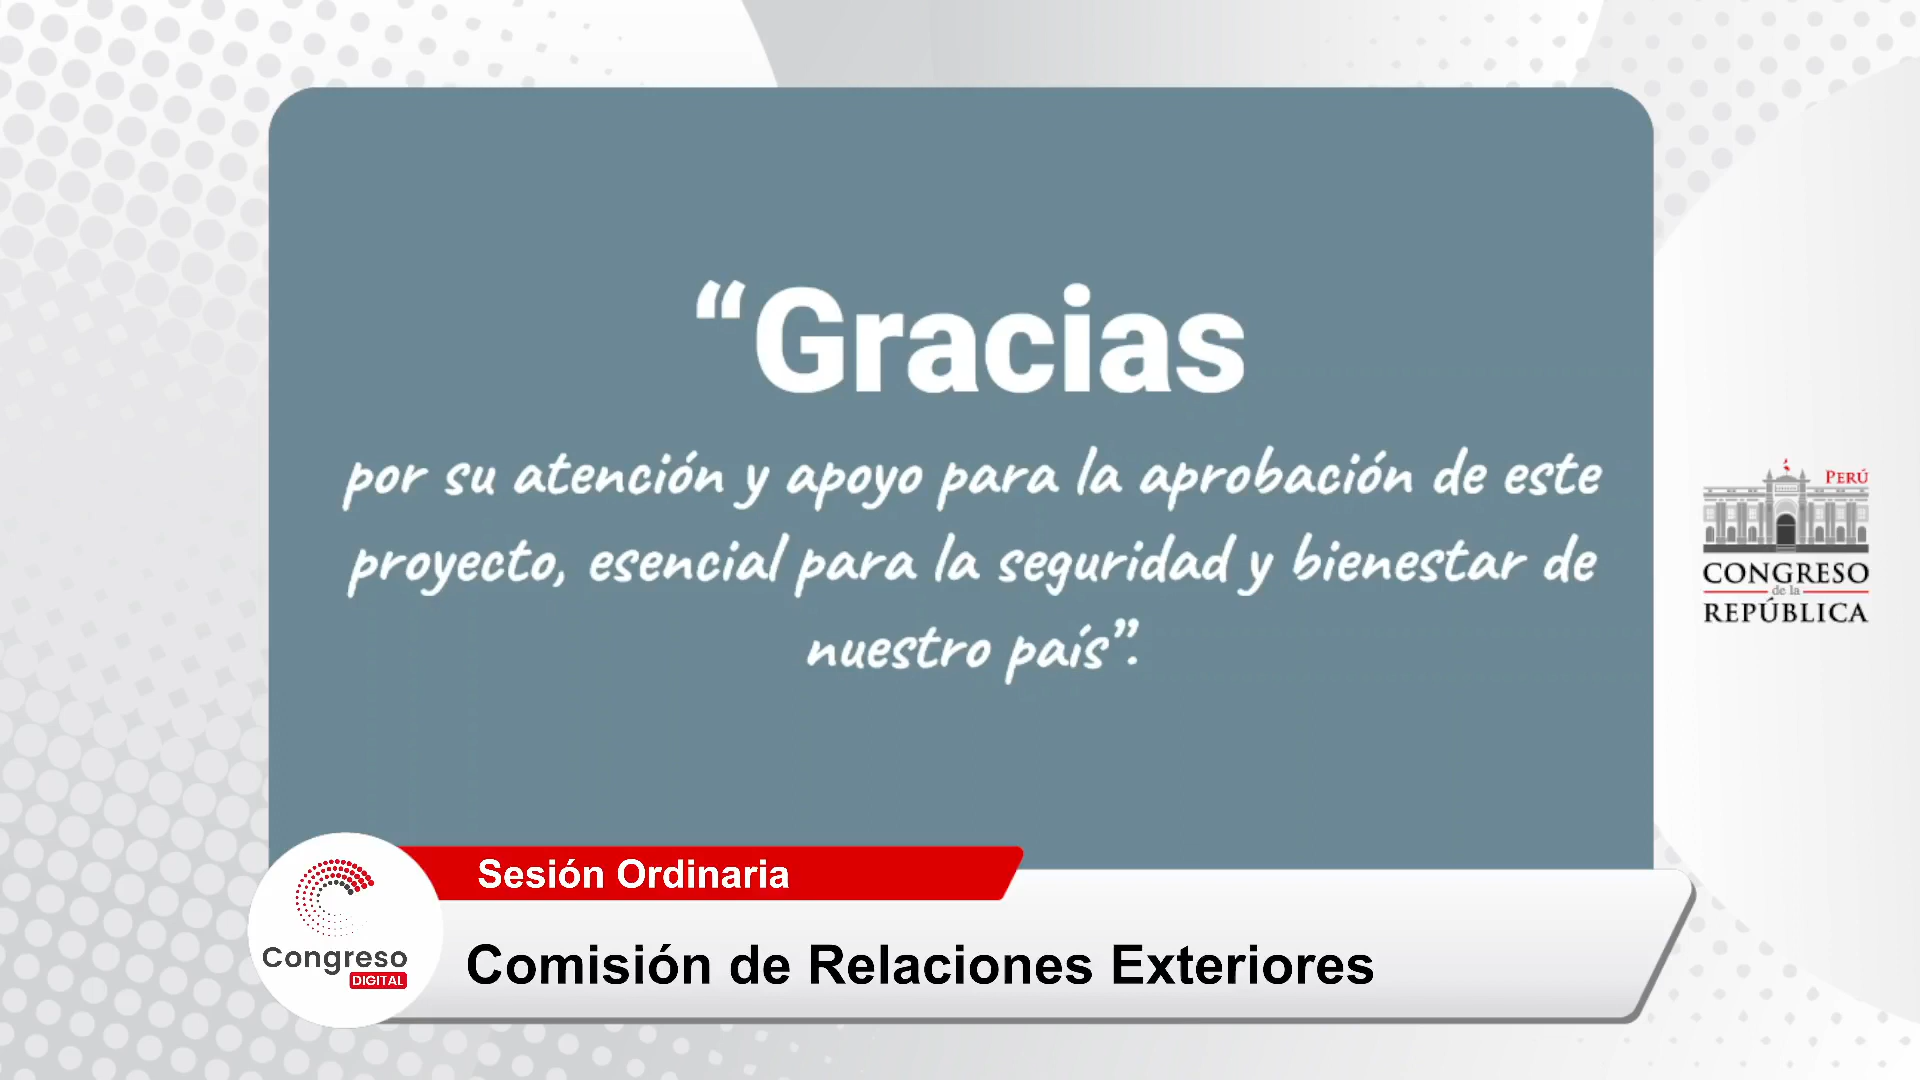 “Gracias
por su atención y apoyo para la aprobación de este
proyecto, esencial para la seguridad y bienestar de
nuestro país”.
PERÚ
CONGRESO
de la
REPÚBLICA
Sesión Ordinaria
Congreso
DIGITAL
Comisión de Relaciones Exteriores